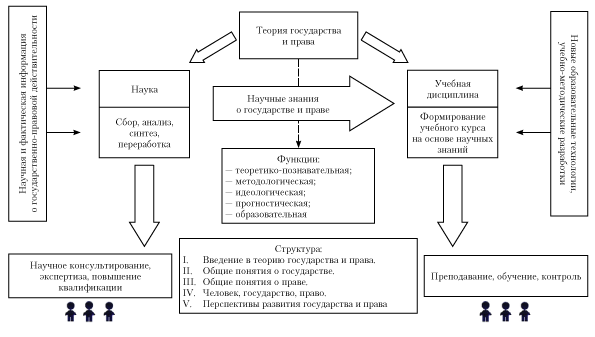 Теория государства
и права
Научная и фактическая информация
о государственно-правовой действительности
Наука
Сбор, анализ,
синтез,
переработка
Научные знания
о государстве и праве
Учебная
дисциплина
Формирование
учебного курса
на основе научных
знаний
Новые образовательные технологии,
учебно-методические разработки
Функции:
— теоретико-познавательная;
— методологическая;
— идеологическая;
— прогностическая;
— образовательная
Научное консультирование,
экспертиза, повышение
квалификации
Структура:
I. Введение в теорию государства и права,
II. Общие понятия о государстве,
III. Общие понятия о праве,
IV. Человек, государство, право,
V. Перспективы развития государства и права
Преподавание, обучение, контроль